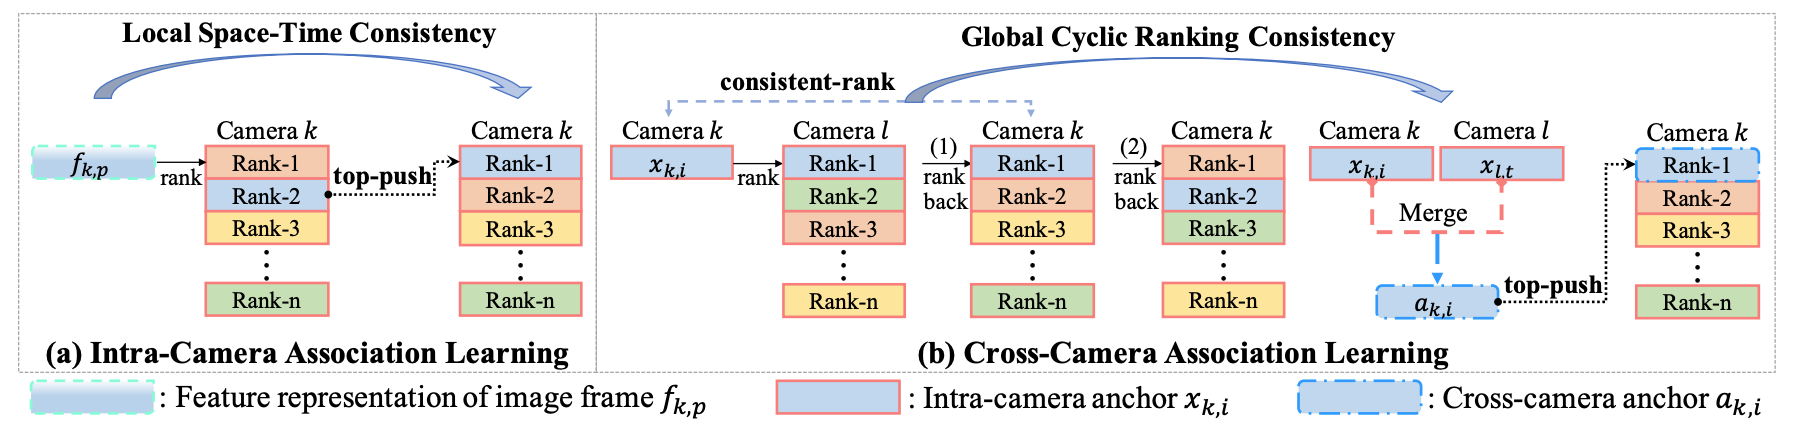 Local Space-Time Consistency
Camera k
Camera k
f_{k,p}
rank
Rank-1
Rank-2
Rank-3
Rank-n
top-push
Rank-1
Rank-2
Rank-3
Rank-n
(a) Intra-Camera Association Learning
Global Cyclic Ranking Consistency
consistent-rank
Camera k
x_{k,i}
rank
Camera l
Rank-1
Rank-2
Rank-3
Rank-n
(1)
rank
back
Camera k
Rank-1
Rank-2
Rank-3
Rank-n
(2)
rank
back
Camera k
Rank-1
Rank-2
Rank-3
Rank-n
Camera k
Camera l
x_{k,i}
x_{l.t}
Merge
a_{k,i}
top-push
Camera k
Rank-1
Rank-2
Rank-3
Rank-n
(b) Cross-Camera Association Learning
: Feature representation of image frame f_{k,p}
: Intra-camera anchor x_{k,i}
: Cross-camera anchor a_{k,i}